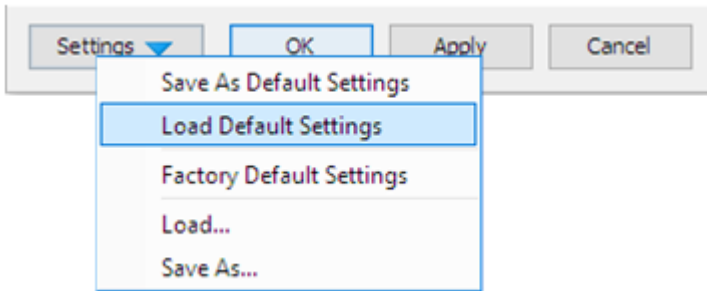 Settings OK Apply Cancel
Save As Default Settings
Load Default Settings
Factory Default Settings
Load...
Save As...